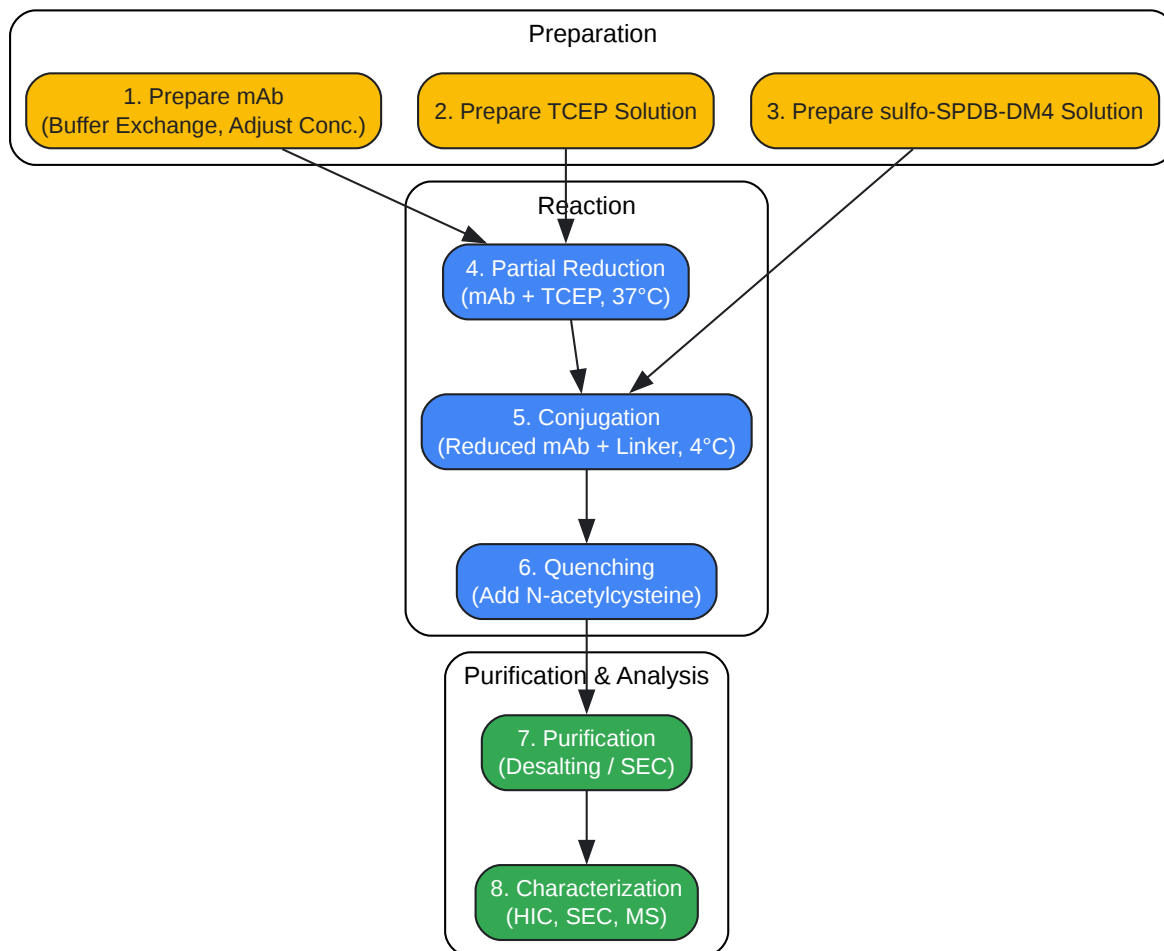 Preparation
1. Prepare mAb
(Buffer Exchange, Adjust Conc.)
2. Prepare TCEP Solution
3. Prepare sulfo-SPDB-DM4 Solution
Reaction
4. Partial Reduction
(mAb + TCEP, 37°C)
5. Conjugation
(Reduced mAb + Linker, 4°C)
6. Quenching
(Add N-acetylcysteine)
Purification & Analysis
7. Purification
(Desalting / SEC)
8. Characterization
(HIC, SEC, MS)